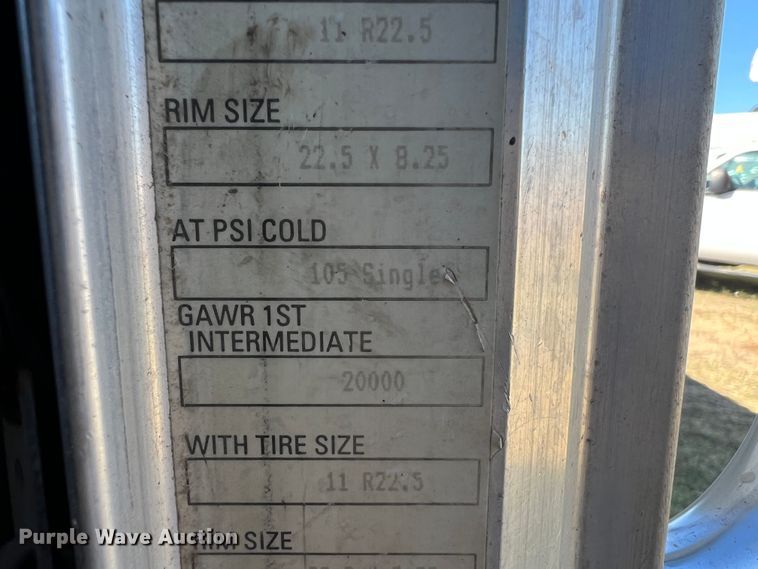 11 R22.5
RIM SIZE
22.5 X 8.25
AT PSI COLD
105 Single
GAWR 1ST
INTERMEDIATE
20000
WITH TIRE SIZE
11 R22.5
RIM SIZE
Purple Wave Auction